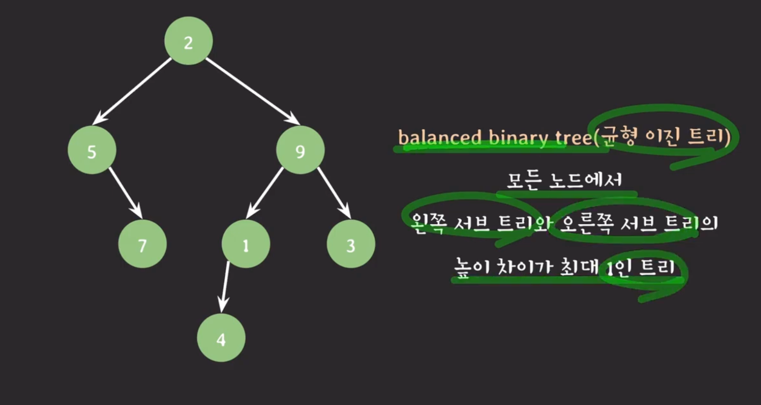 2
5
9
7
1
3
4
balanced binary tree(균형 이진 트리)
모든 노드에서
왼쪽 서브 트리와 오른쪽 서브 트리의
높이 차이가 최대 1인 트리